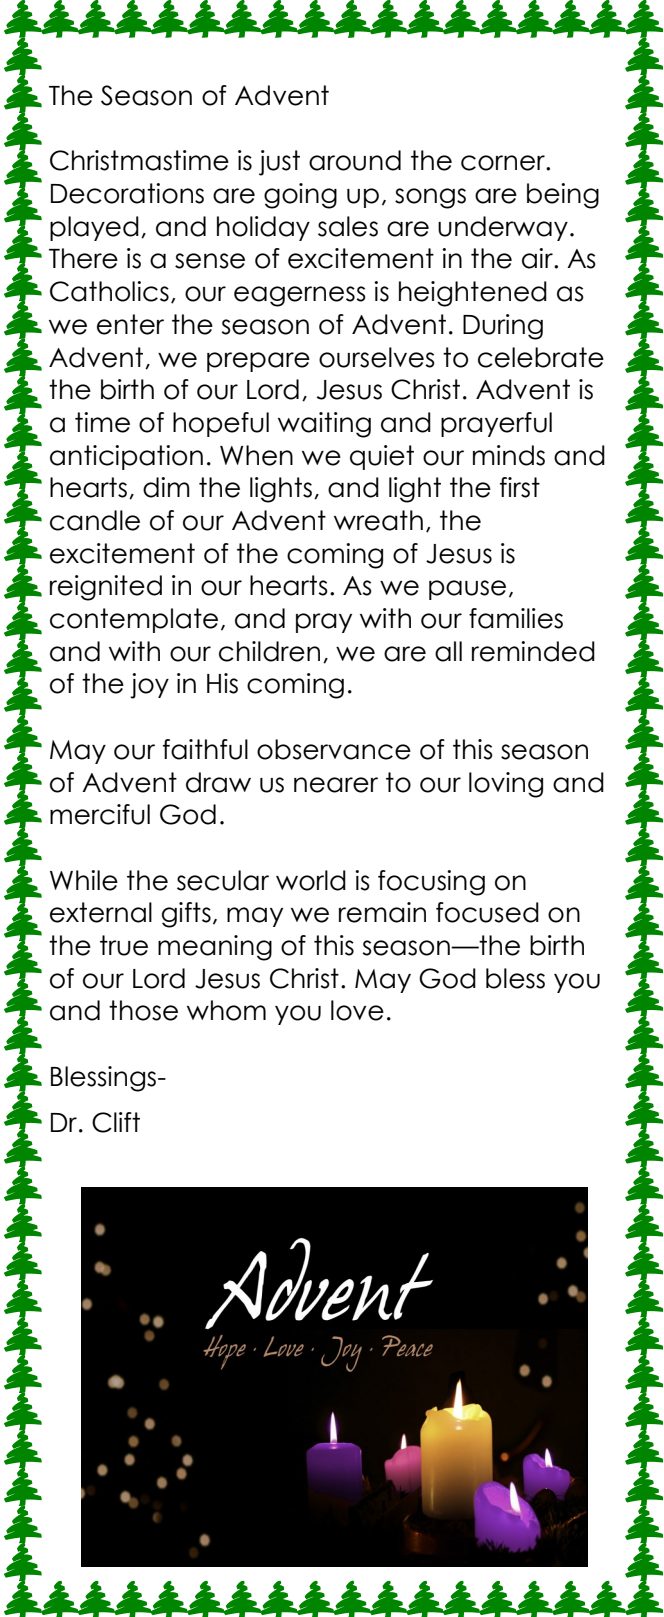 The Season of Advent
Christmastime is just around the corner.
Decorations are going up, songs are being
played, and holiday sales are underway.
There is a sense of excitement in the air. As
Catholics, our eagerness is heightened as
we enter the season of Advent. During
Advent, we prepare ourselves to celebrate
the birth of our Lord, Jesus Christ. Advent is
a time of hopeful waiting and prayerful
anticipation. When we quiet our minds and
hearts, dim the lights, and light the first
candle of our Advent wreath, the
excitement of the coming of Jesus is
reignited in our hearts. As we pause,
contemplate, and pray with our families
and with our children, we are all reminded
of the joy in His coming.
May our faithful observance of this season
of Advent draw us nearer to our loving and
merciful God.
While the secular world is focusing on
external gifts, may we remain focused on
the true meaning of this season—the birth
of our Lord Jesus Christ. May God bless you
and those whom you love.
Blessings-
Dr. Clift
Advent
Hope · Love · Joy · Peace